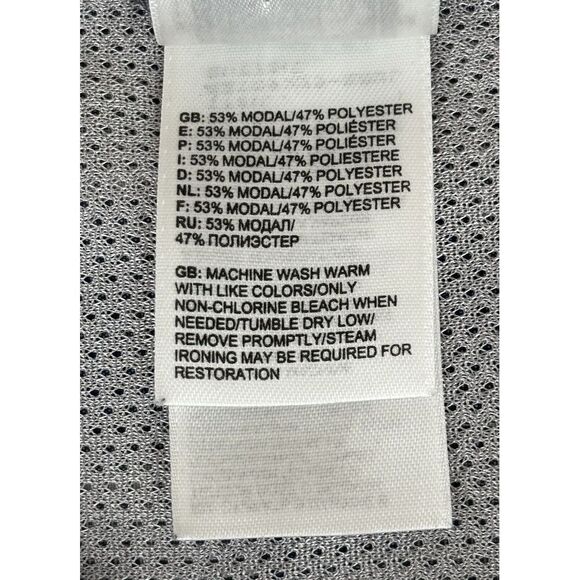 GB: 53% MODAL/47% POLYESTER
E: 53% MODAL/47% POLIÉSTER
P: 53% MODAL/47% POLIÉSTER
I: 53% MODAL/47% POLIESTERE
D: 53% MODAL/47% POLYESTER
NL: 53% MODAL/47% POLYESTER
F: 53% MODAL/47% POLYESTER
RU: 53% МОДАЛ/
47% ПОЛИЭСТЕР
GB: MACHINE WASH WARM
WITH LIKE COLORS/ONLY
NON-CHLORINE BLEACH WHEN
NEEDED/TUMBLE DRY LOW/
REMOVE PROMPTLY/STEAM
IRONING MAY BE REQUIRED FOR
RESTORATION